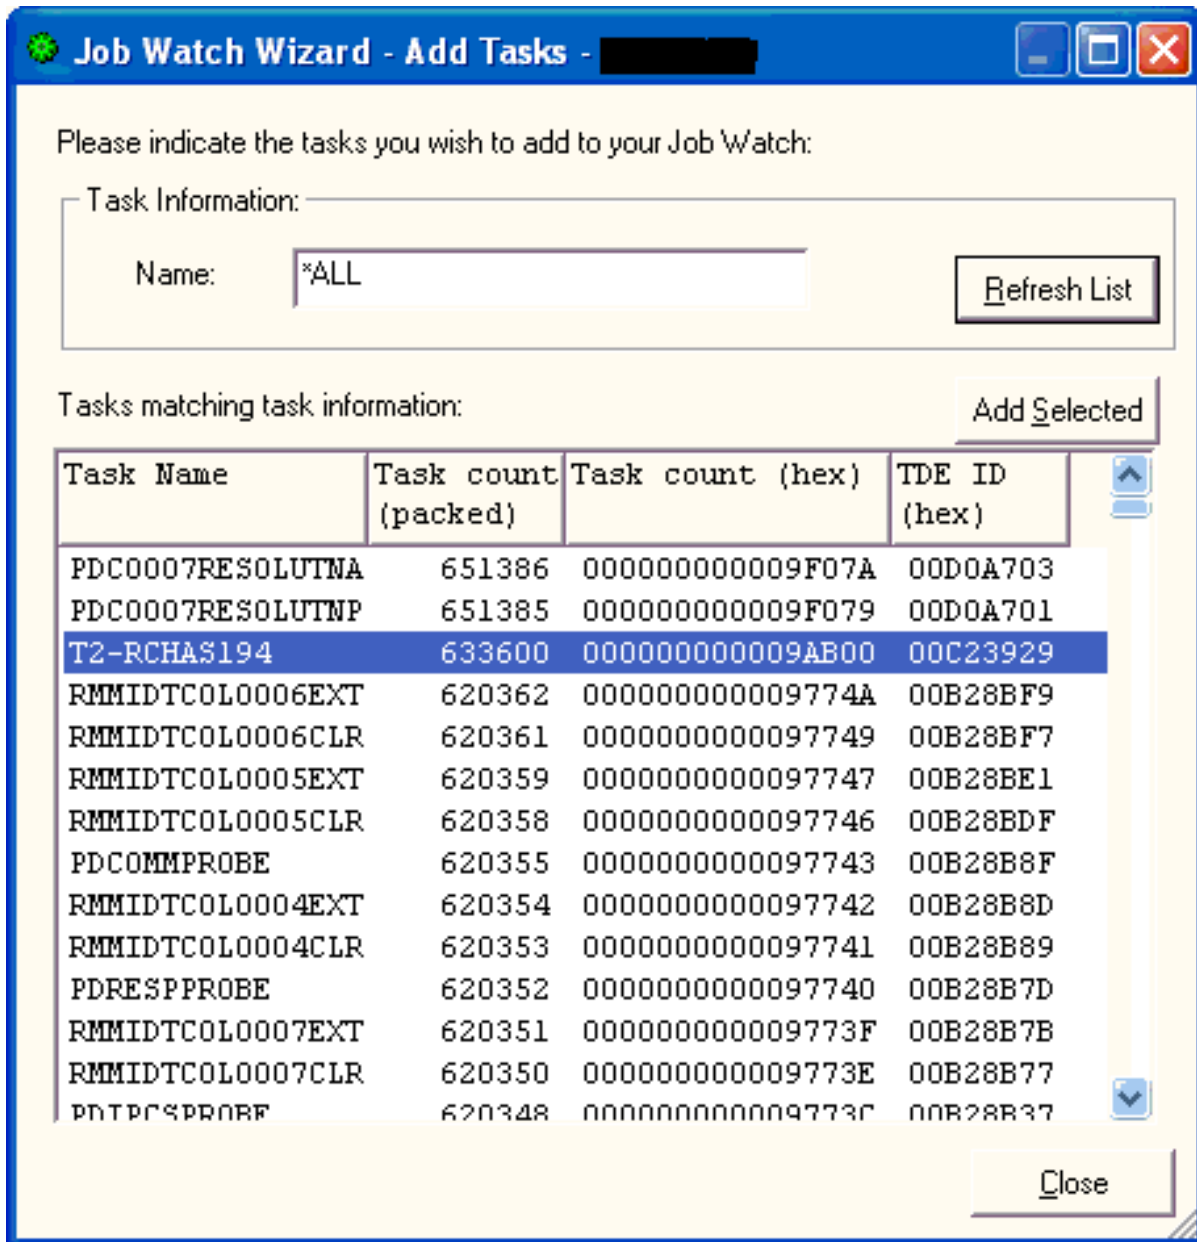 Job Watch Wizard - Add Tasks -
Please indicate the tasks you wish to add to your Job Watch:
Task Information:
Name: *ALL
Refresh List
Tasks matching task information:
Add Selected
Task Name Task count (packed) Task count (hex) TDE ID (hex)
PDC0007RESOLUTNA 651386 000000000009F07A 00D0A703
PDC0007RESOLUTNP 651385 000000000009F079 00D0A701
T2-RCHAS194 633600 000000000009AB00 00C23929
RMMIDTCOL0006EXT 620362 000000000009774A 00B28BF9
RMMIDTCOL0006CLR 620361 0000000000097749 00B28BF7
RMMIDTCOL0005EXT 620359 0000000000097747 00B28BE1
RMMIDTCOL0005CLR 620358 0000000000097746 00B28BDF
PDCOMMPROBE 620355 0000000000097743 00B28B8F
RMMIDTCOL0004EXT 620354 0000000000097742 00B28B8D
RMMIDTCOL0004CLR 620353 0000000000097741 00B28B89
PDRESPPROBE 620352 0000000000097740 00B28B7D
RMMIDTCOL0007EXT 620351 000000000009773F 00B28B7B
RMMIDTCOL0007CLR 620350 000000000009773E 00B28B77
PDIPCSPROBE 620348 000000000009773C 00B28B37
Close